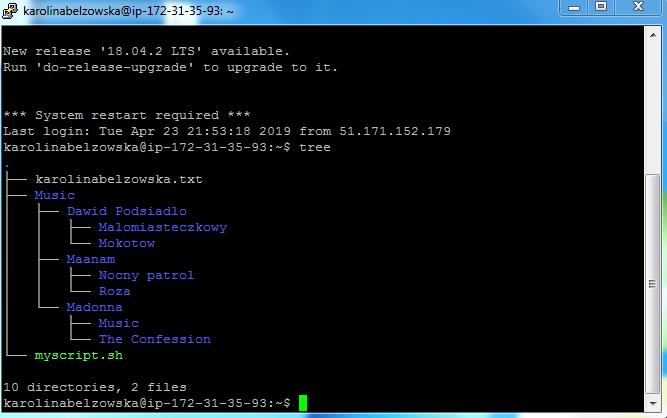 karolinabelzowska@ip-172-31-35-93: ~
New release '18.04.2 LTS' available.
Run 'do-release-upgrade' to upgrade to it.
*** System restart required ***
Last login: Tue Apr 23 21:53:18 2019 from 51.171.152.179
karolinabelzowska@ip-172-31-35-93:~$ tree
.
├── karolinabelzowska.txt
├── Music
│   ├── Dawid Podsiadlo
│   │   ├── Malomiasteczkowy
│   │   └── Mokotow
│   ├── Maanam
│   │   ├── Nocny patrol
│   │   └── Roza
│   └── Madonna
│       ├── Music
│       └── The Confession
└── myscript.sh
10 directories, 2 files
karolinabelzowska@ip-172-31-35-93:~$